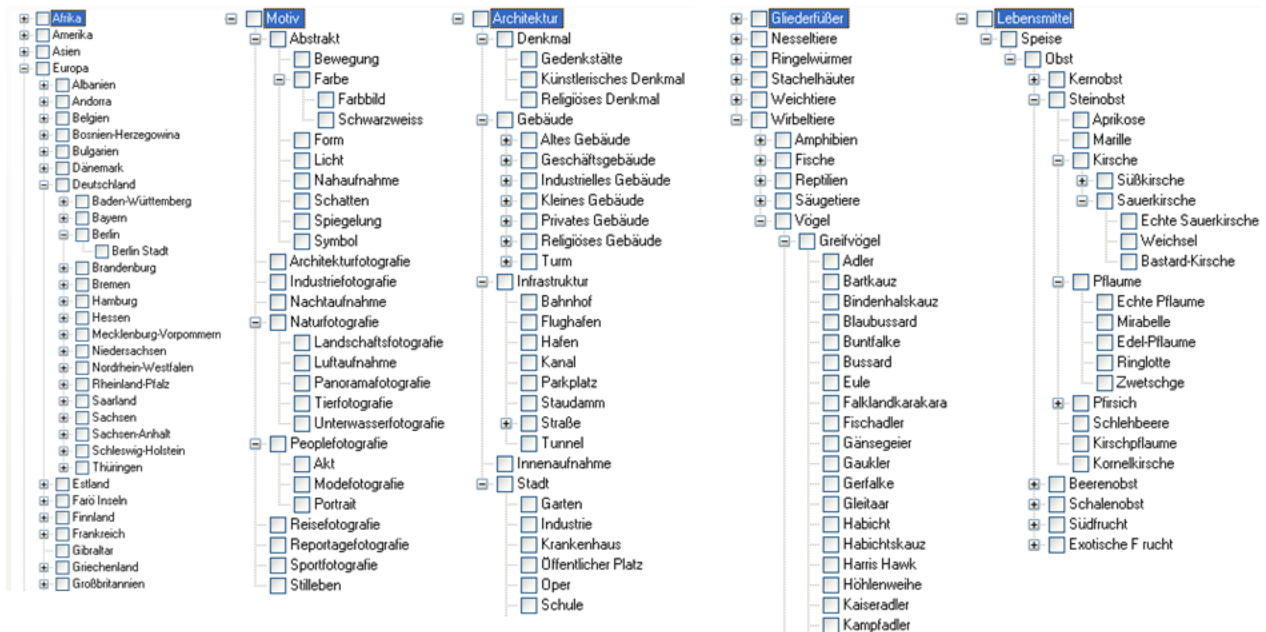 Afrika
Amerika
Asien
Europa
Albanien
Andorra
Belgien
Bosnien-Herzegowina
Bulgarien
Dänemark
Deutschland
Baden-Württemberg
Bayern
Berlin
Berlin Stadt
Brandenburg
Bremen
Hamburg
Hessen
Mecklenburg-Vorpommern
Niedersachsen
Nordrhein-Westfalen
Rheinland-Pfalz
Saarland
Sachsen
Sachsen-Anhalt
Schleswig-Holstein
Thüringen
Estland
Farö Inseln
Finnland
Frankreich
Gibraltar
Griechenland
Großbritannien
Motiv
Abstrakt
Bewegung
Farbe
Farbbild
Schwarzweiss
Form
Licht
Nahaufnahme
Schatten
Spiegelung
Symbol
Architekturfotografie
Industriefotografie
Nachtaufnahme
Naturfotografie
Landschaftsfotografie
Luftaufnahme
Panoramafotografie
Tierfotografie
Unterwasserfotografie
Peoplefotografie
Akt
Modefotografie
Portrait
Reisefotografie
Reportagefotografie
Sportfotografie
Stilleben
Architektur
Denkmal
Gedenkstätte
Künstlerisches Denkmal
Religiöses Denkmal
Gebäude
Altes Gebäude
Geschäftsgebäude
Industrielles Gebäude
Kleines Gebäude
Privates Gebäude
Religiöses Gebäude
Turm
Infrastruktur
Bahnhof
Flughafen
Hafen
Kanal
Parkplatz
Staudamm
Straße
Tunnel
Innenaufnahme
Stadt
Garten
Industrie
Krankenhaus
Öffentlicher Platz
Oper
Schule
Gliederfüßer
Nesseltiere
Ringelwürmer
Stachelhäuter
Weichtiere
Wirbeltiere
Amphibien
Fische
Reptilien
Säugetiere
Vögel
Greifvögel
Adler
Bartkauz
Bindenhalskauz
Blaubussard
Buntfalke
Bussard
Eule
Falklandkarakara
Fischadler
Gänsegeier
Gaukler
Gerfalke
Gleitaar
Habicht
Habichtskauz
Harris Hawk
Höhlenweihe
Kaiseradler
Kampfadler
Lebensmittel
Speise
Obst
Kernobst
Steinobst
Aprikose
Marille
Kirsche
Süßkirsche
Sauerkirsche
Echte Sauerkirsche
Weichsel
Bastard-Kirsche
Pflaume
Echte Pflaume
Mirabelle
Edel-Pflaume
Ringlotte
Zwetschge
Pfirsich
Schlehbeere
Kirschpflaume
Kornelkirsche
Beerenobst
Schalenobst
Südfrucht
Exotische F rucht